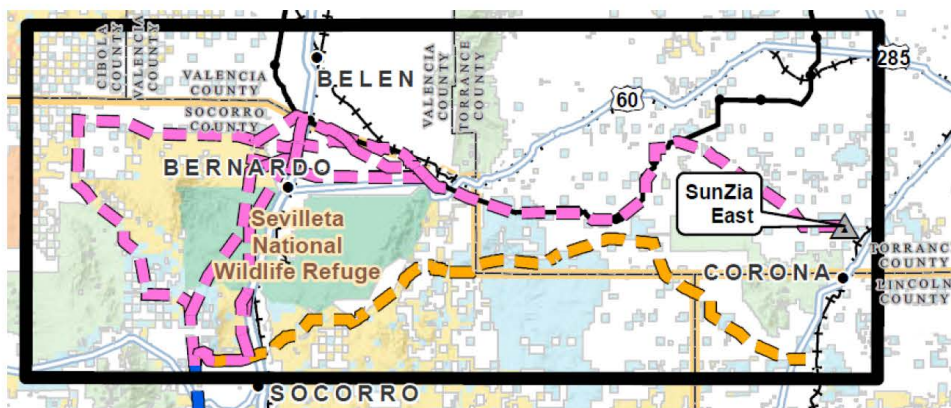 CIBOLA
COUNTY
VALENCIA
COUNTY
VALENCIA
COUNTY
SOCORRO
COUNTY
BELEN
VALENCIA
COUNTY
TORRANCE
COUNTY
60
285
BERNARDO
Sevilleta
National
Wildlife Refuge
SunZia
East
TORRANC
COUNTY
CORONA
LINCOLN
COUNTY
SOCORRO